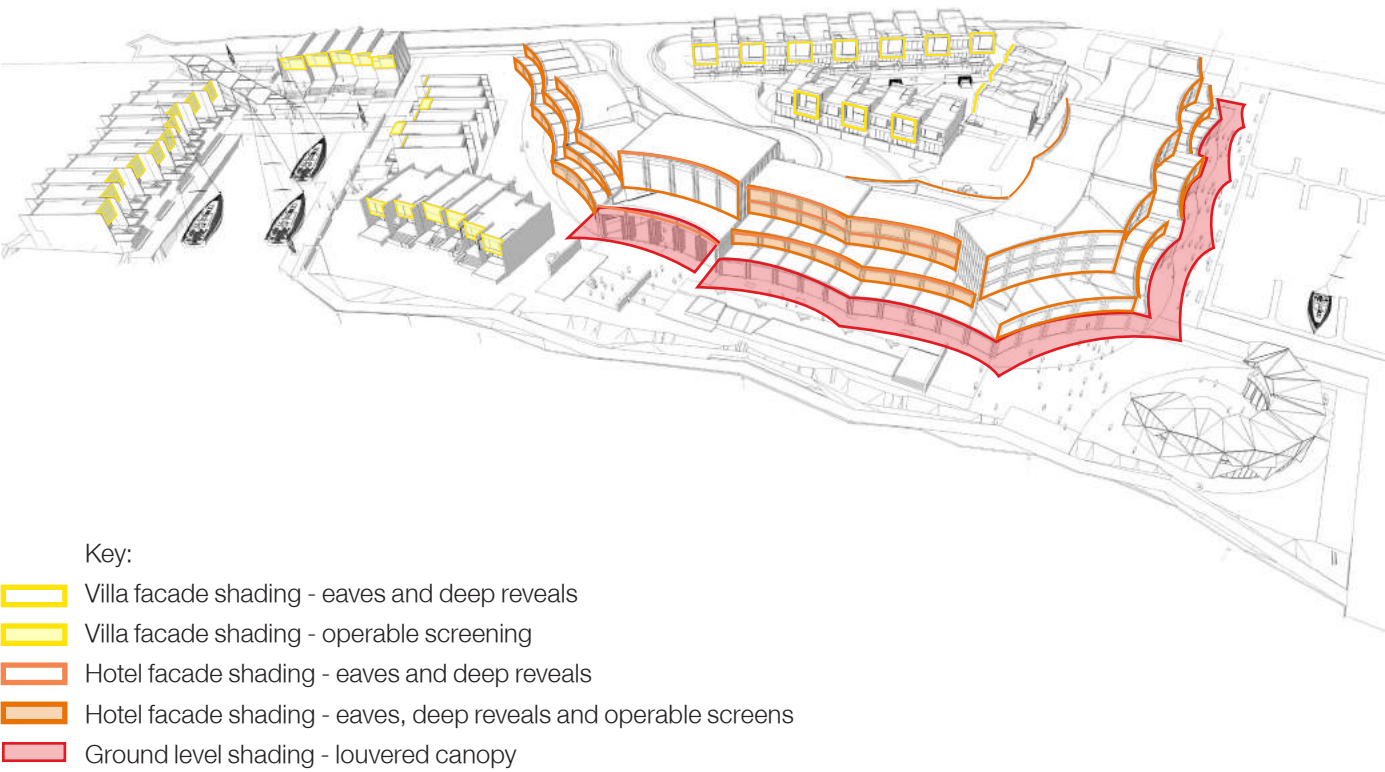 Key:
Villa facade shading - eaves and deep reveals
Villa facade shading - operable screening
Hotel facade shading - eaves and deep reveals
Hotel facade shading - eaves, deep reveals and operable screens
Ground level shading - louvered canopy